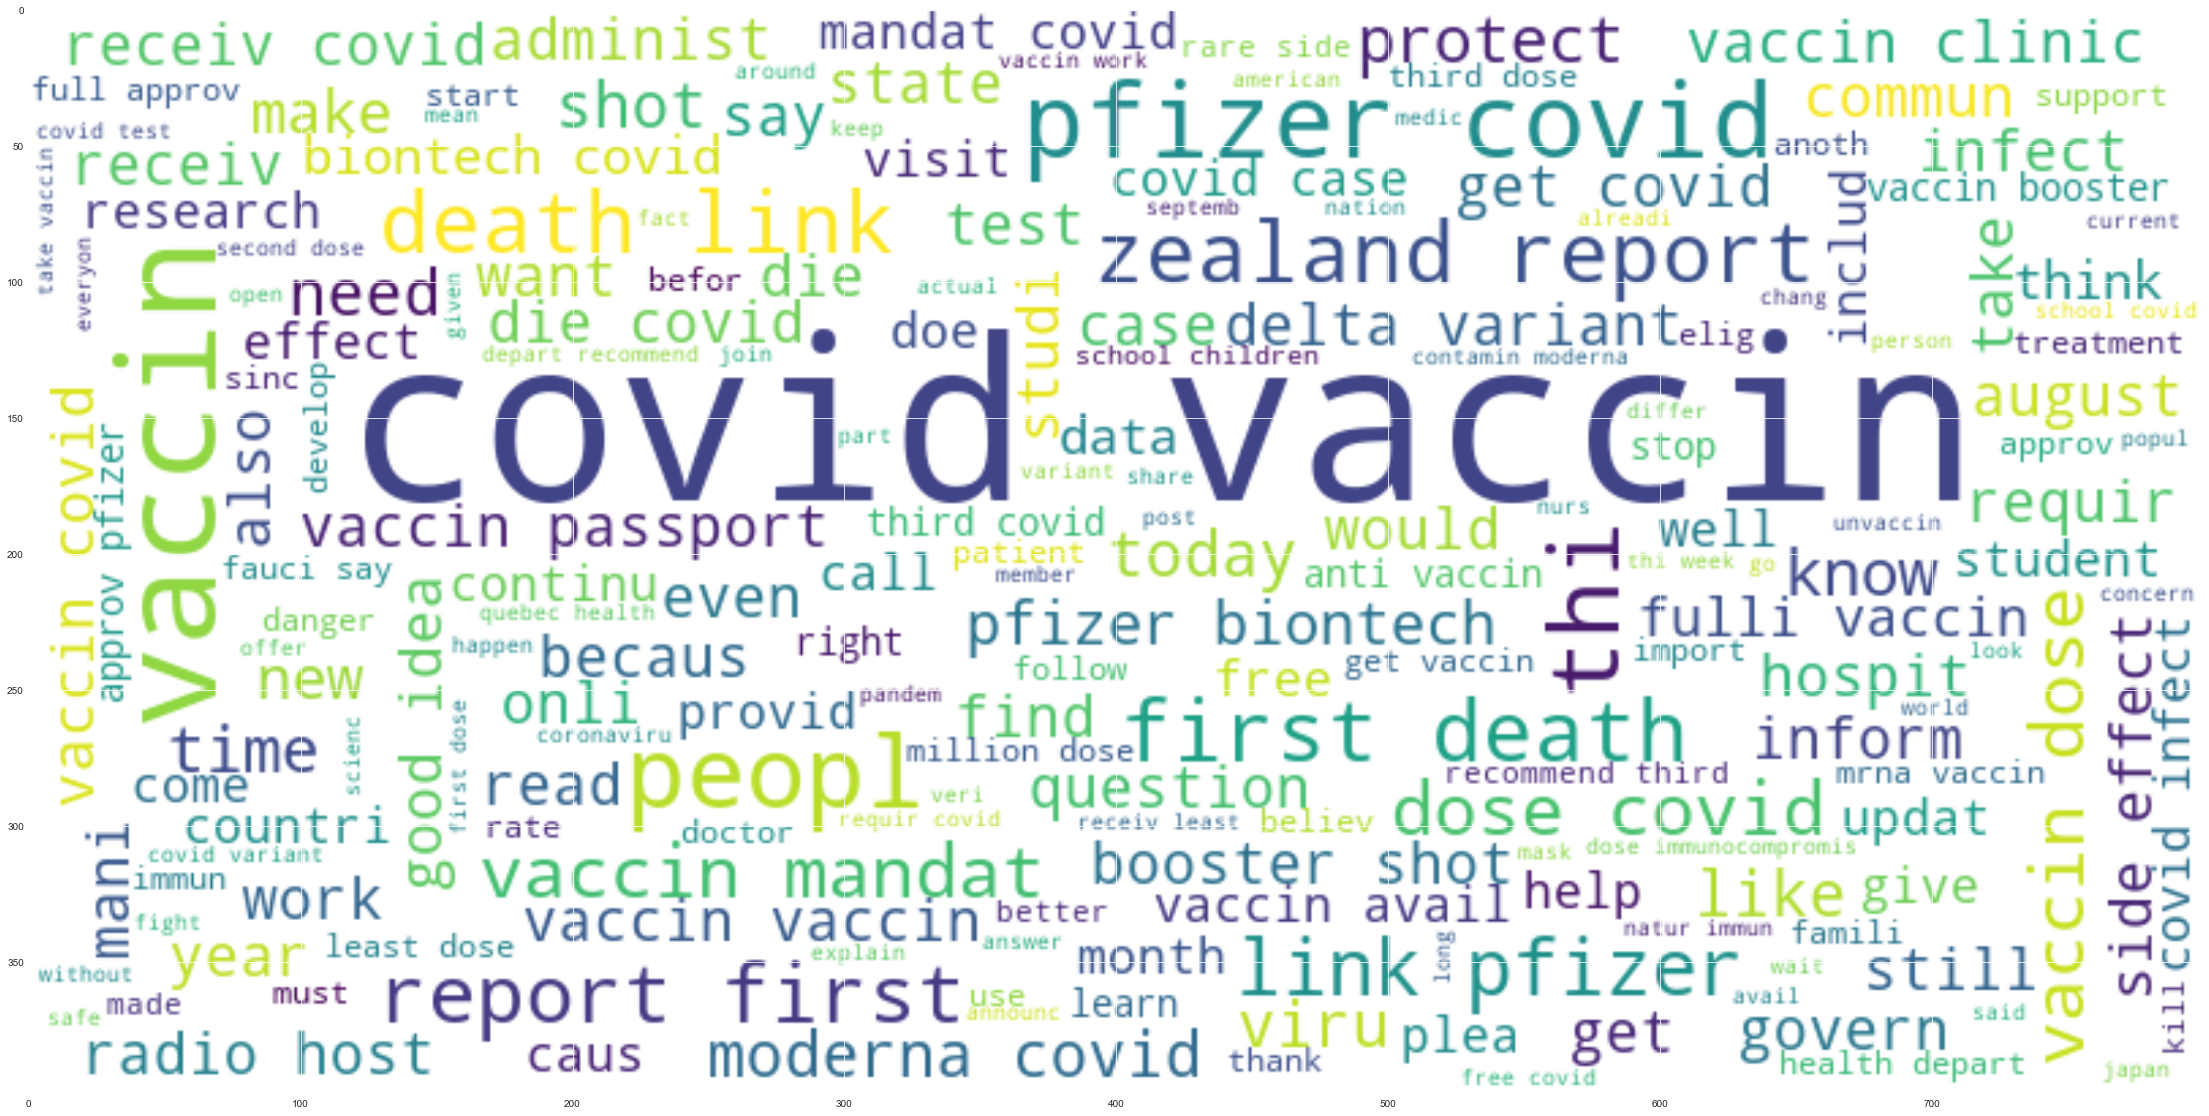 0
receiv covid administ mandat covid rare side protect vaccin clinic
vaccin work
full approv make start mean shot say around state american third dose commun support
covid test keep pfizer covid medic
50
take vaccin receiv biontech covid visit covid case get covid anoth infect
research death link fact test septemb nation alreadi includ vaccin booster
everyon second dose zealand report take current
100
vaccin open need given want befor die actual studi chang think
effect die covid doe case delta variant elig person school covid
sinc depart recommend join school children contamin moderna treatment
develop covid vaccin
150
vaccin covid approv pfizer also part data differ stop august
variant share approv popul
vaccin passport third covid post would nurs well unvaccin requir
200
fauci say continu call patient member today anti vaccin thi thi week go know student
quebec health even concern
danger good idea happen becaus right pfizer biontech fulli vaccin
offer new follow free get vaccin import hospit look
250
onli provid pandem find first death world
time scienc first dose coronaviru million dose inform vaccin dose side effect covid infect
come read peopl veri question recommend third mrna vaccin
300
countri rate doctor requir covid receiv least believ dose covid updat
mani covid variant vaccin mandat booster shot mask dose immunocompromis
immun work vaccin vaccin better vaccin avail help like give
fight year least dose explain answer natur immun famili
350
without made must report first use month long link pfizer wait still
safe announc learn avail said kill
radio host caus moderna covid thank viru plea get govern
free covid health depart japan
0 100 200 300 400 500 600 700